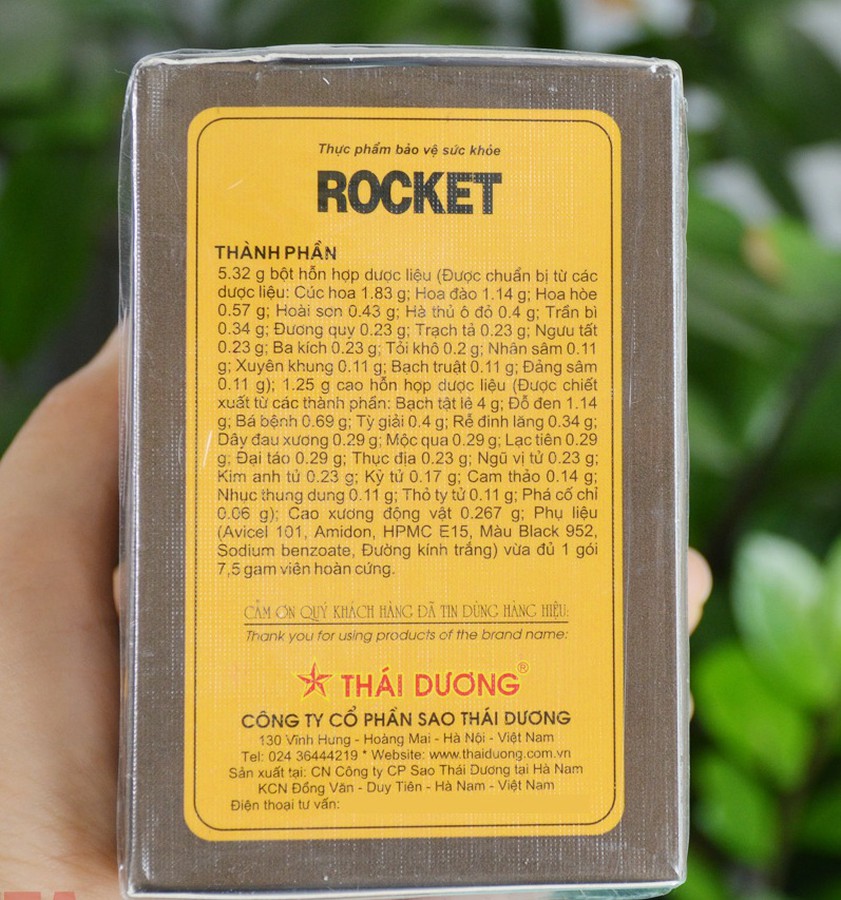 Thực phẩm bảo vệ sức khỏe
ROCKET
THÀNH PHẦN
5.32 g bột hỗn hợp dược liệu (Được chuẩn bị từ các
dược liệu: Cúc hoa 1.83 g; Hoa đào 1.14 g; Hoa hòe
0.57 g; Hoài sơn 0.43 g; Hà thủ ô đỏ 0.4 g; Trần bì
0.34 g; Đương quy 0.23 g; Trạch tả 0.23 g; Ngưu tất
0.23 g; Ba kích 0.23 g; Tỏi khô 0.2 g; Nhân sâm 0.11
g; Xuyên khung 0.11 g; Bạch truật 0.11 g; Đảng sâm
0.11 g); 1.25 g cao hỗn hợp dược liệu (Được chiết
xuất từ các thành phần: Bạch tật lê 4 g; Đỗ đen 1.14
g; Bá bệnh 0.69 g; Tỳ giải 0.4 g; Rễ đinh lăng 0.34 g;
Dây đau xương 0.29 g; Mộc qua 0.29 g; Lạc tiên 0.29
g; Đại táo 0.29 g; Thục địa 0.23 g; Ngũ vị tử 0.23 g;
Kim anh tử 0.23 g; Kỷ tử 0.17 g; Cam thảo 0.14 g;
Nhục thung dung 0.11 g; Thỏ ty tử 0.11 g; Phá cố chỉ
0.06 g); Cao xương động vật 0.267 g; Phụ liệu
(Avicel 101, Amidon, HPMC E15, Màu Black 952,
Sodium benzoate, Đường kính trắng) vừa đủ 1 gói
7,5 gam viên hoàn cứng.
CẢM ƠN QUÝ KHÁCH HÀNG ĐÃ TIN DÙNG HÀNG HIỆU:
Thank you for using products of the brand name:
THÁI DƯƠNG®
CÔNG TY CỔ PHẦN SAO THÁI DƯƠNG
130 Vĩnh Hưng - Hoàng Mai - Hà Nội - Việt Nam
Tel: 024 36444219 * Website: www.thaiduong.com.vn
Sản xuất tại: CN Công ty CP Sao Thái Dương tại Hà Nam
KCN Đồng Văn - Duy Tiên - Hà Nam - Việt Nam
Điện thoại tư vấn: